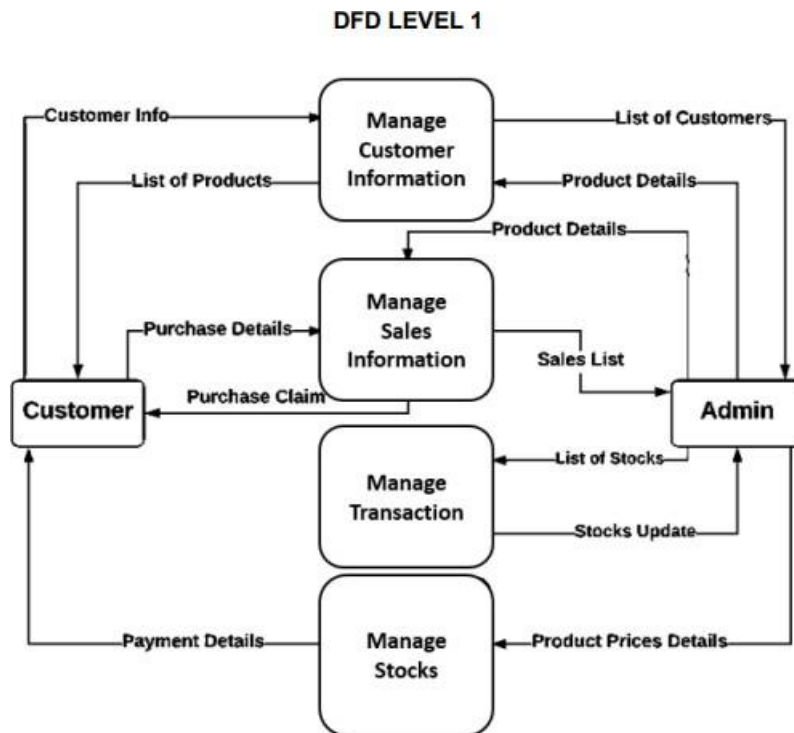 DFD LEVEL 1
Customer Info
Manage
Customer
Information
List of Customers
List of Products
Product Details
Product Details
Purchase Details
Manage
Sales
Information
Sales List
Customer
Purchase Claim
Admin
Manage
Transaction
List of Stocks
Stocks Update
Payment Details
Manage
Stocks
Product Prices Details